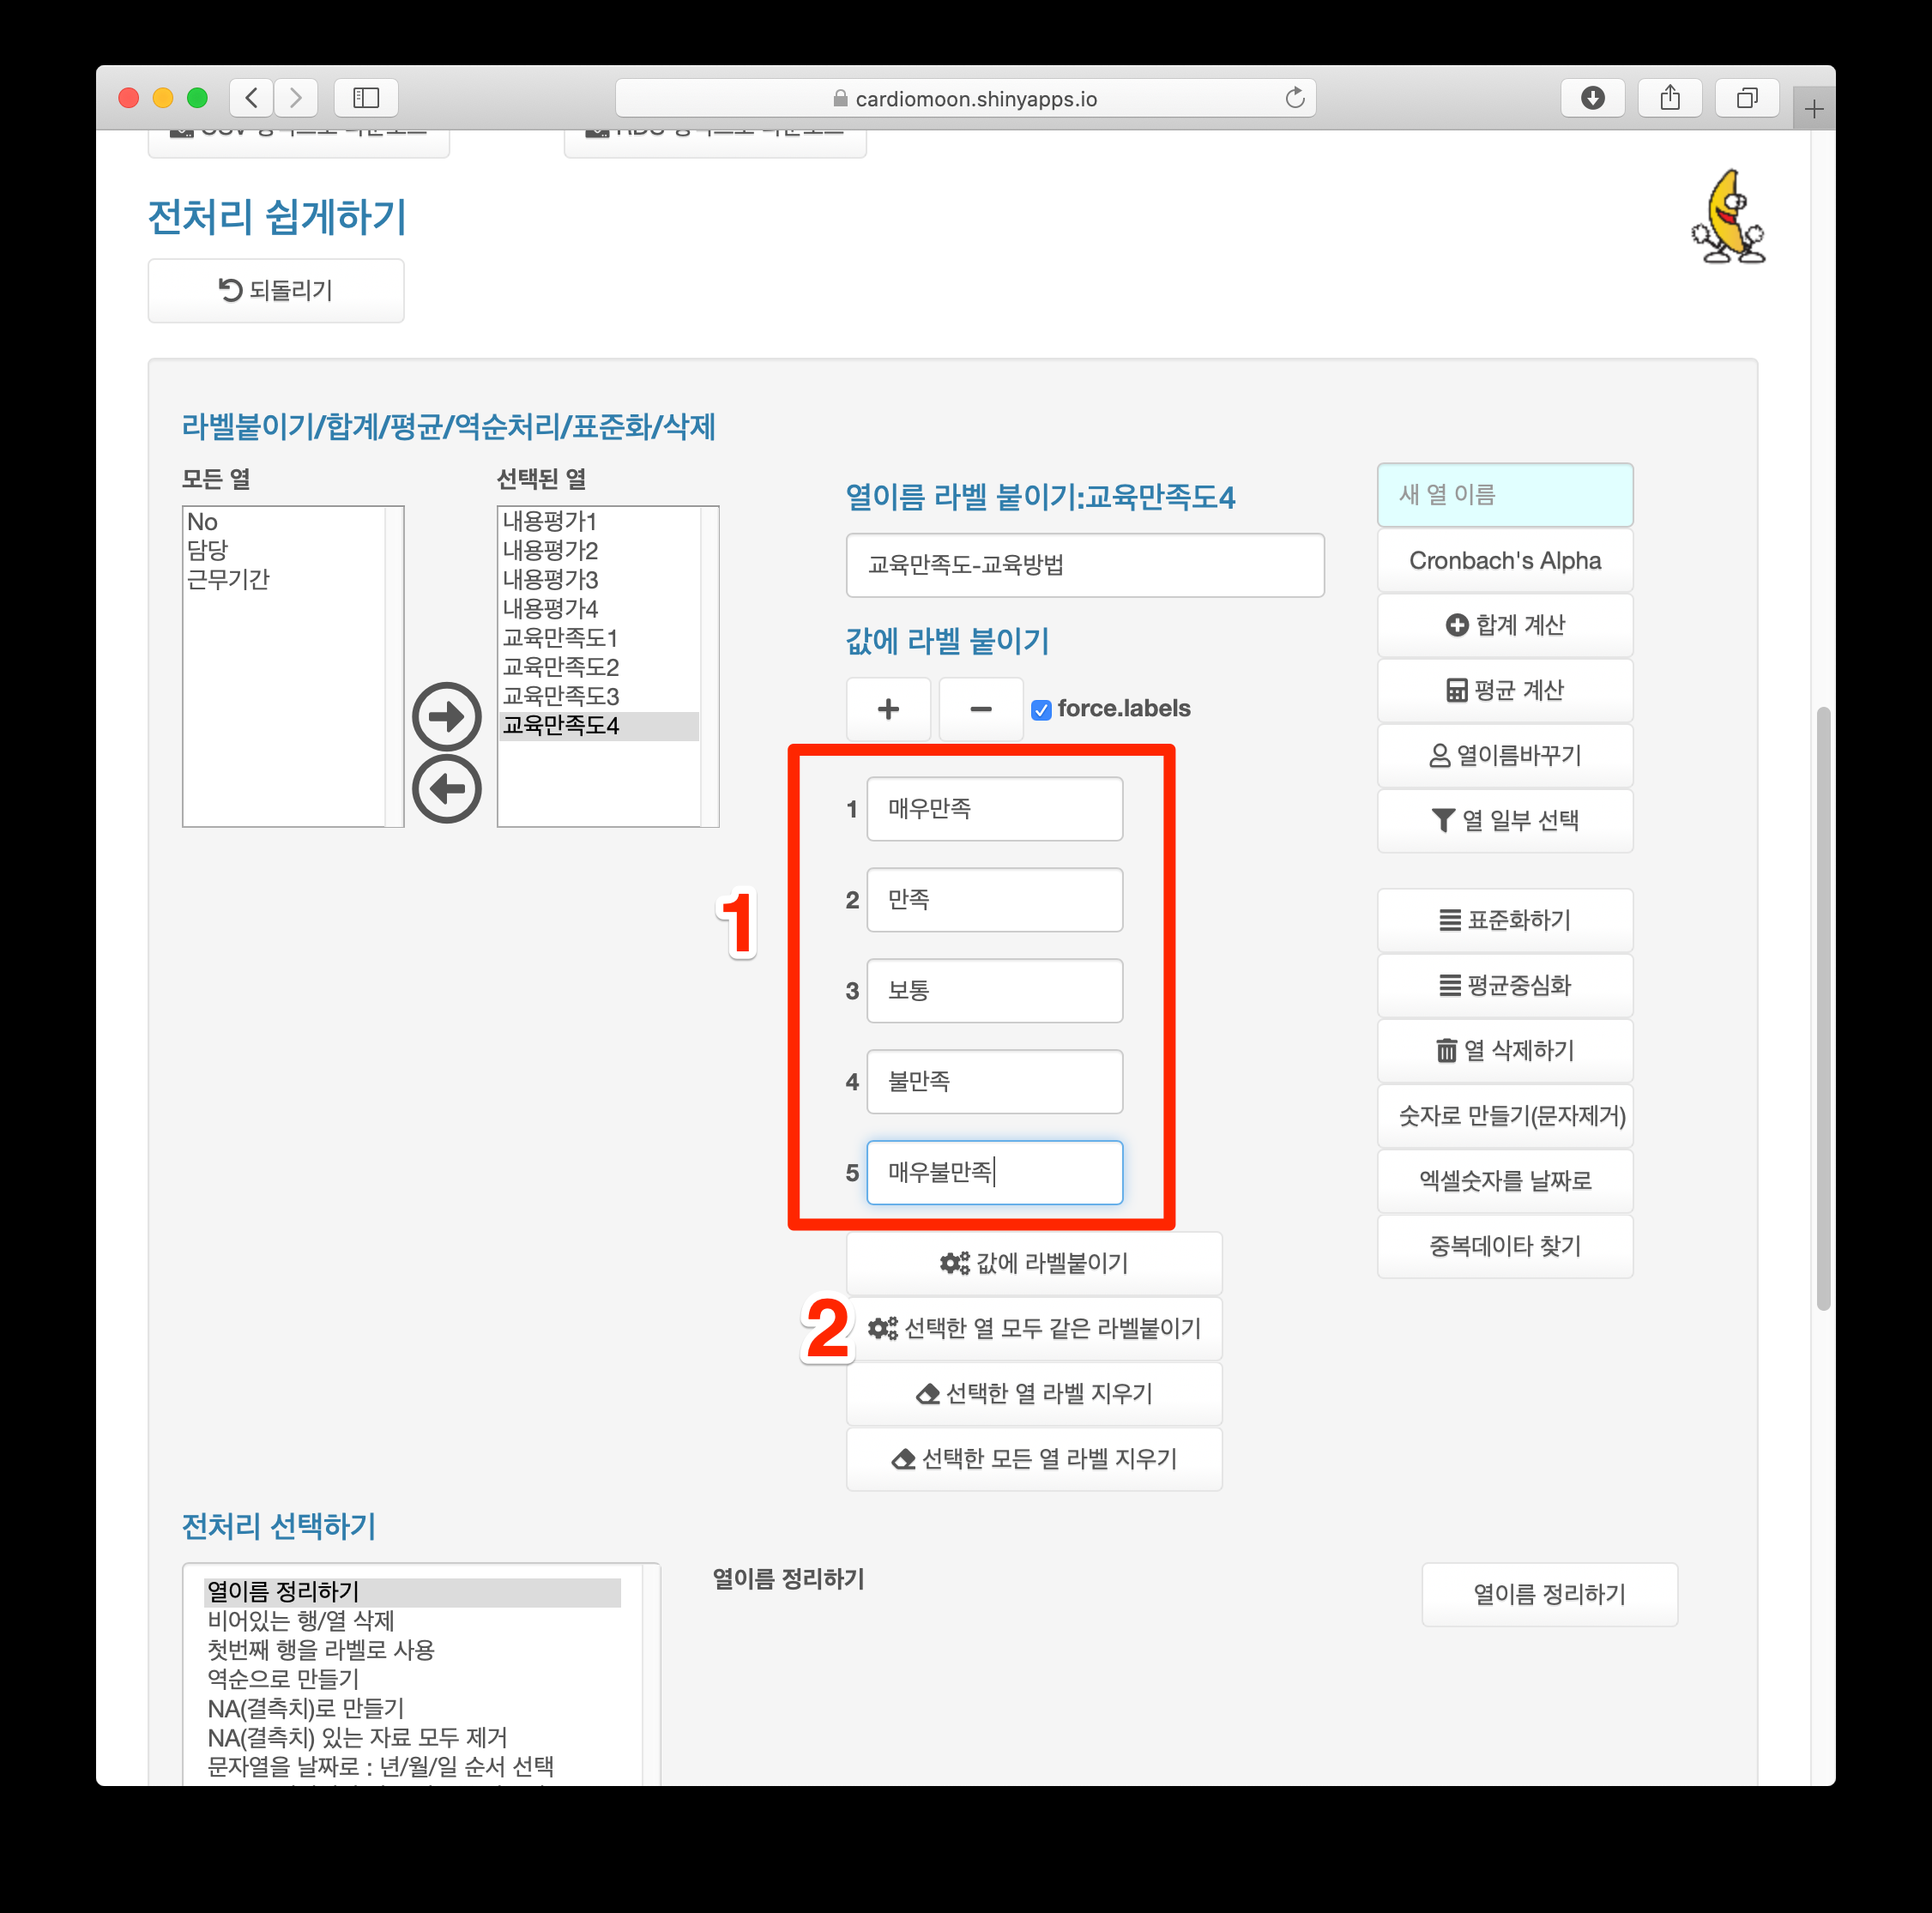 cardiomoon.shinyapps.io
전처리 쉽게하기
되돌리기
라벨붙이기/합계/평균/역순처리/표준화/삭제
모든 열
No
담당
근무기간
선택된 열
내용평가1
내용평가2
내용평가3
내용평가4
교육만족도1
교육만족도2
교육만족도3
교육만족도4
열이름 라벨 붙이기:교육만족도4
교육만족도-교육방법
값에 라벨 붙이기
+ − force.labels
1
1 매우만족
2 만족
3 보통
4 불만족
5 매우불만족
값에 라벨붙이기
2
선택한 열 모두 같은 라벨붙이기
선택한 열 라벨 지우기
선택한 모든 열 라벨 지우기
새 열 이름
Cronbach's Alpha
합계 계산
평균 계산
열이름바꾸기
열 일부 선택
표준화하기
평균중심화
열 삭제하기
숫자로 만들기(문자제거)
엑셀숫자를 날짜로
중복데이타 찾기
전처리 선택하기
열이름 정리하기
비어있는 행/열 삭제
첫번째 행을 라벨로 사용
역순으로 만들기
NA(결측치)로 만들기
NA(결측치) 있는 자료 모두 제거
문자열을 날짜로 : 년/월/일 순서 선택
열이름 정리하기
열이름 정리하기